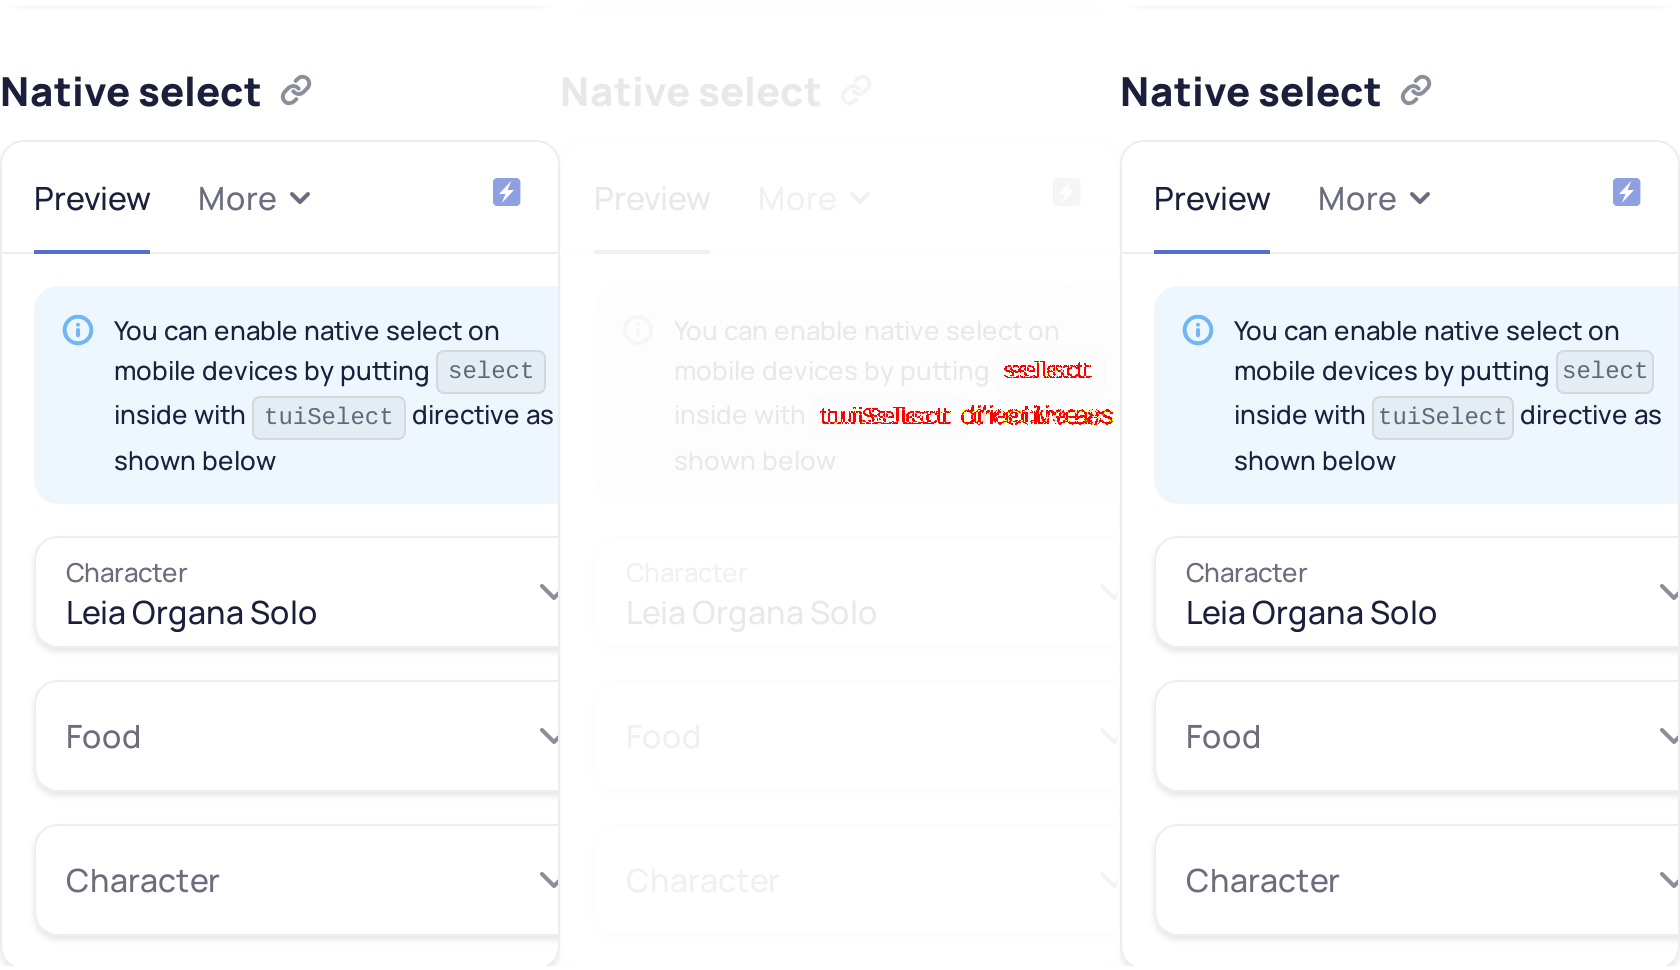 Native select
Preview More
You can enable native select on
mobile devices by putting select
inside with tuiSelect directive as
shown below
Character
Leia Organa Solo
Food
Character
Native select
Preview More
You can enable native select on
mobile devices by putting
inside with
shown below
Character
Leia Organa Solo
Food
Character
Native select
Preview More
You can enable native select on
mobile devices by putting select
inside with tuiSelect directive as
shown below
Character
Leia Organa Solo
Food
Character